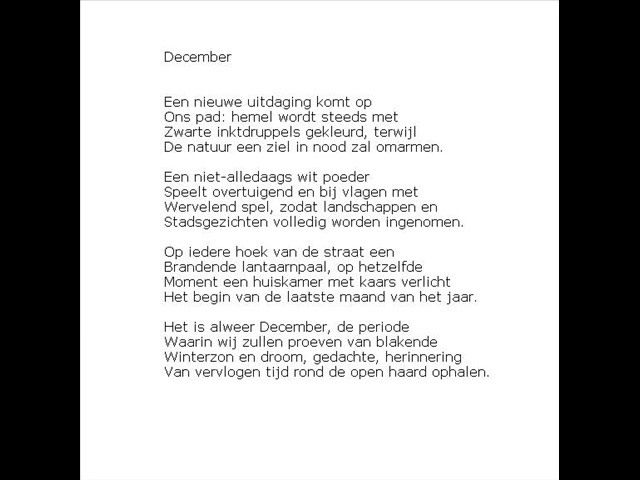 December
Een nieuwe uitdaging komt op
Ons pad: hemel wordt steeds met
Zwarte inktdruppels gekleurd, terwijl
De natuur een ziel in nood zal omarmen.
Een niet-alledaags wit poeder
Speelt overtuigend en bij vlagen met
Wervelend spel, zodat landschappen en
Stadsgezichten volledig worden ingenomen.
Op iedere hoek van de straat een
Brandende lantaarnpaal, op hetzelfde
Moment een huiskamer met kaars verlicht
Het begin van de laatste maand van het jaar.
Het is alweer December, de periode
Waarin wij zullen proeven van blakende
Winterzon en droom, gedachte, herinnering
Van vervlogen tijd rond de open haard ophalen.